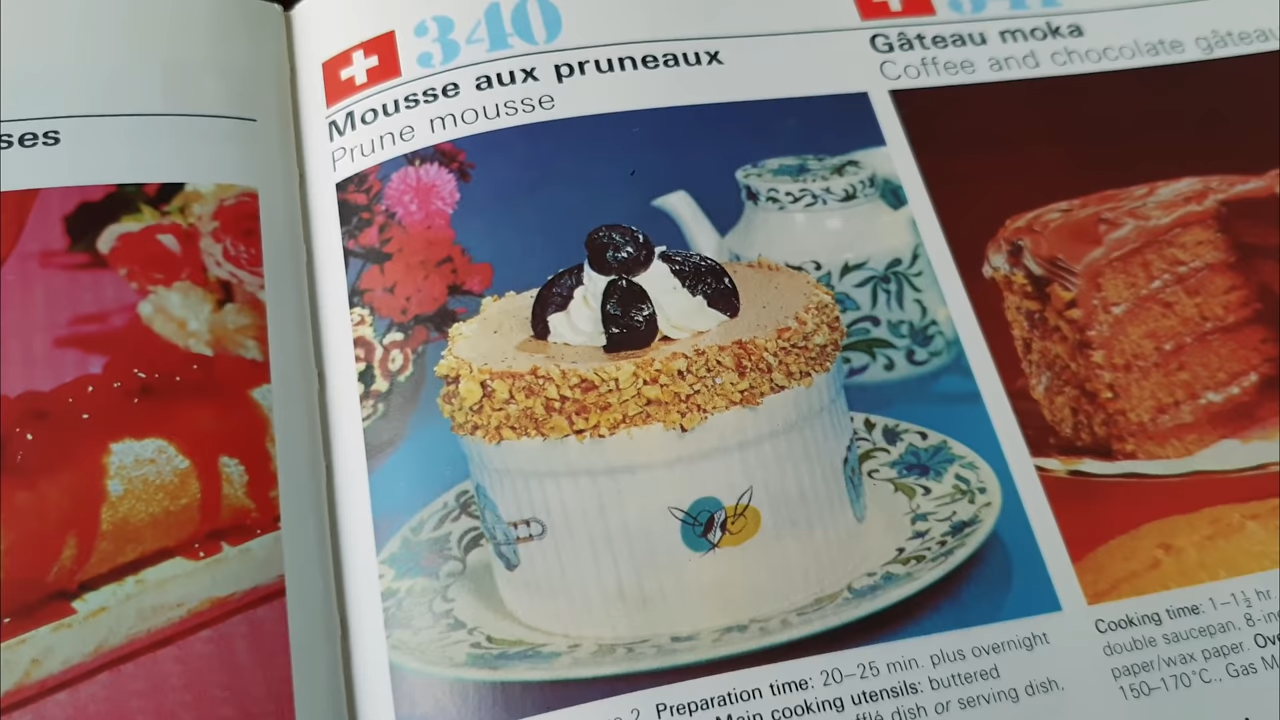 ses
340
Mousse aux pruneaux
Prune mousse
Preparation time: 20–25 min. plus overnight
Main cooking utensils: buttered
dish or serving dish,
Gâteau moka
Coffee and chocolate gâteau
Cooking time: 1–1½ hr.
double saucepan, 8-in
paper/wax paper.
150–170°C., Gas M